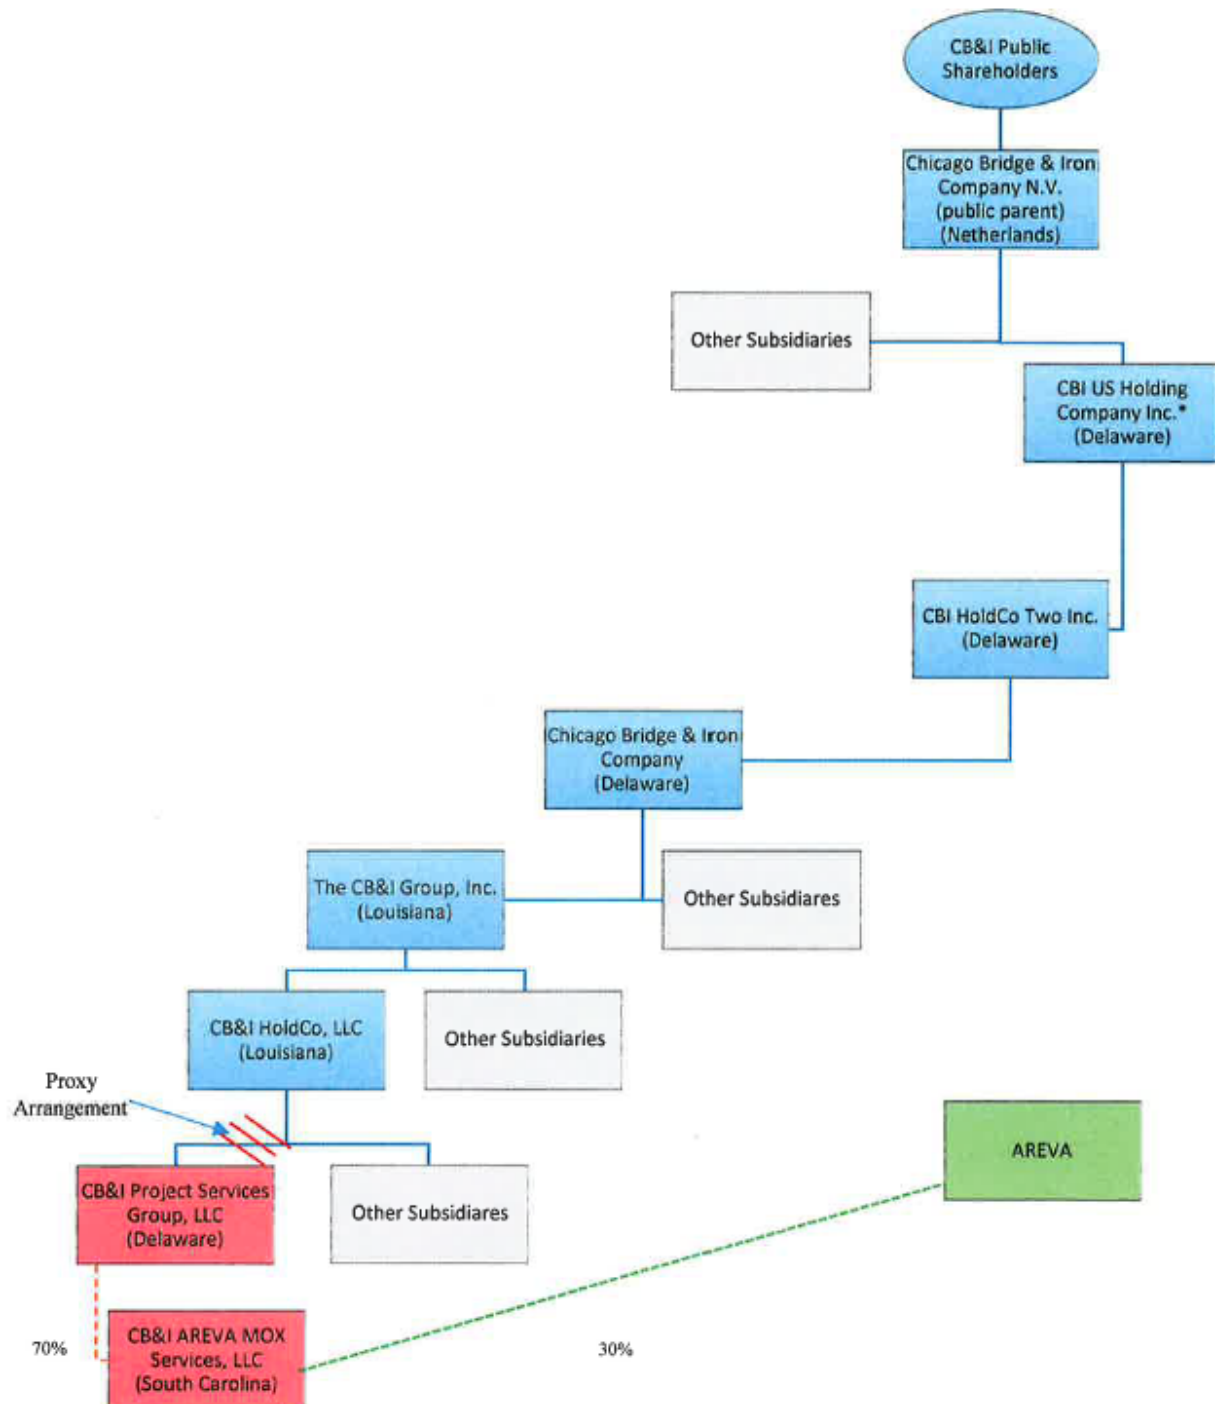 CB&I Public
Shareholders
Chicago Bridge & Iron
Company N.V.
(public parent)
(Netherlands)
Other Subsidiaries
CBI US Holding
Company Inc.*
(Delaware)
CBI HoldCo Two Inc.
(Delaware)
Chicago Bridge & Iron
Company
(Delaware)
The CB&I Group, Inc.
(Louisiana)
Other Subsidiares
CB&I HoldCo, LLC
(Louisiana)
Other Subsidiaries
Proxy
Arrangement
AREVA
CB&I Project Services
Group, LLC
(Delaware)
Other Subsidiares
70%
CB&I AREVA MOX
Services, LLC
(South Carolina)
30%